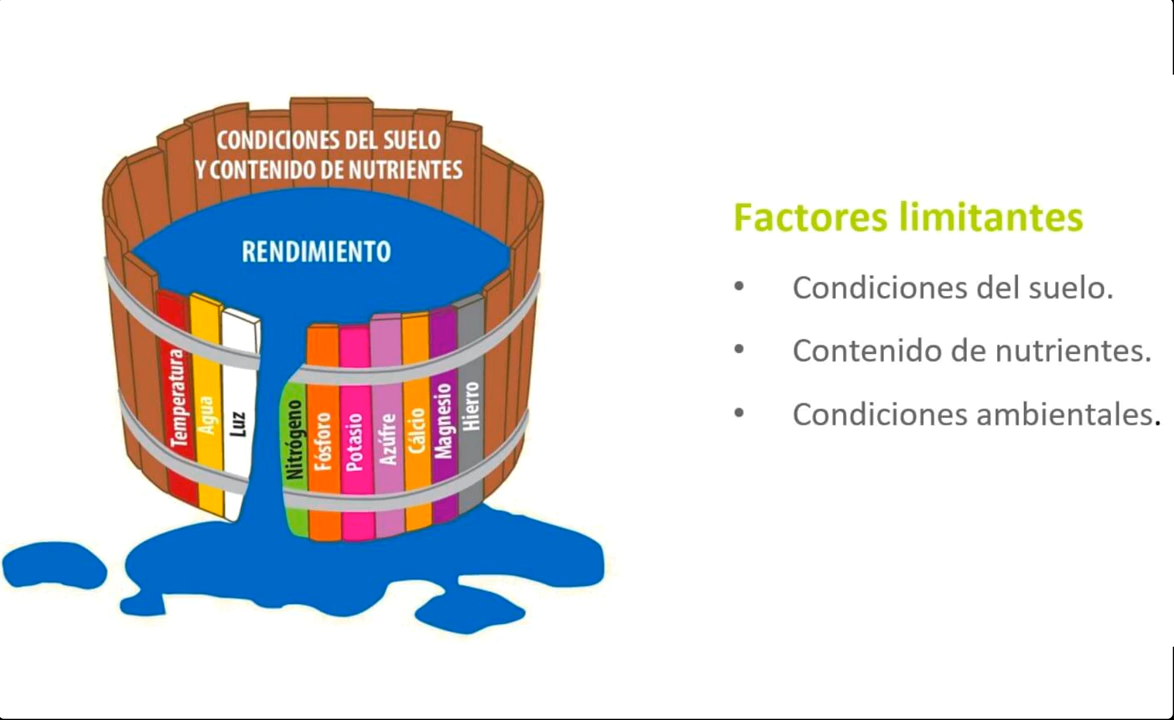 CONDICIONES DEL SUELO
Y CONTENIDO DE NUTRIENTES
RENDIMIENTO
Temperatura
Agua
Luz
Nitrógeno
Fósforo
Potasio
Azúfre
Cálcio
Magnesio
Hierro
Factores limitantes
• Condiciones del suelo.
• Contenido de nutrientes.
• Condiciones ambientales.